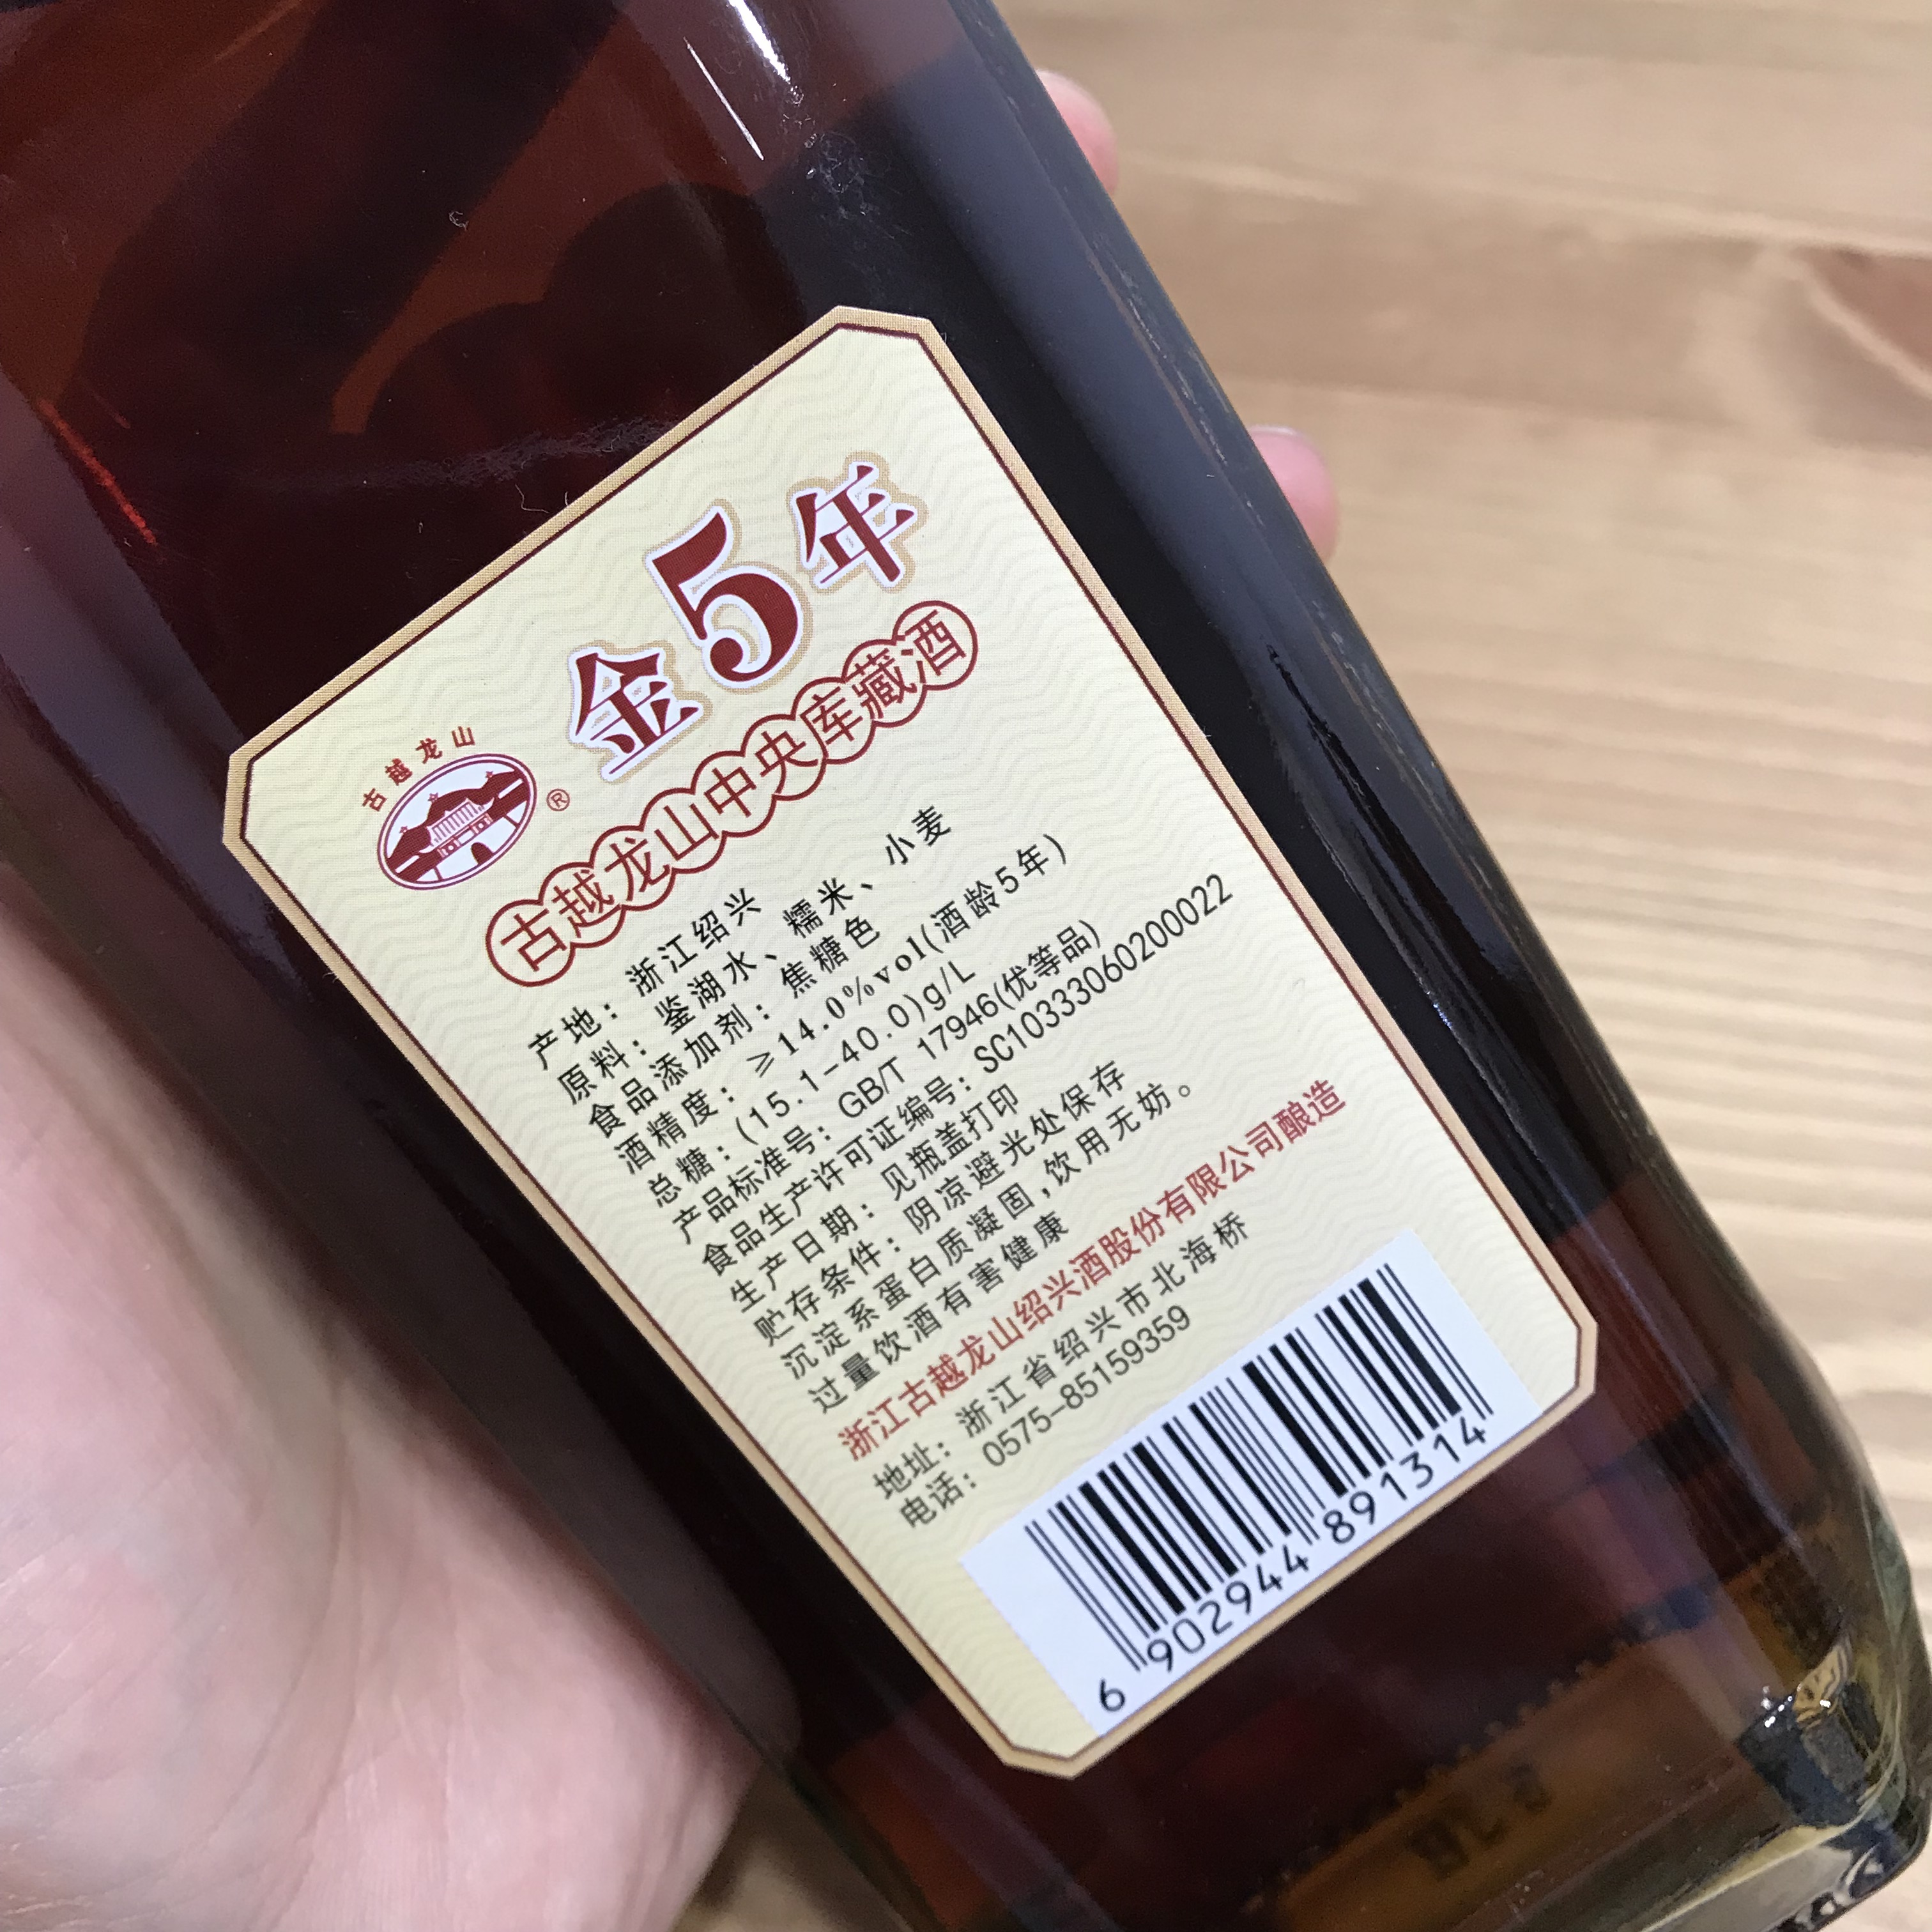 古越龙山
®
金5年
古越龙山中央库藏酒
产地：浙江绍兴
原料：鉴湖水、糯米、小麦
食品添加剂：焦糖色
酒精度：≥14.0%vol(酒龄5年)
总糖：(15.1-40.0)g/L
产品标准号：GB/T 17946(优等品)
食品生产许可证编号：SC10333060200022
生产日期：见瓶盖打印
贮存条件：阴凉避光处保存
沉淀系蛋白质凝固，饮用无妨。
过量饮酒有害健康
浙江古越龙山绍兴酒股份有限公司酿造
地址：浙江省绍兴市北海桥
电话：0575-85159359
6 902944 891314